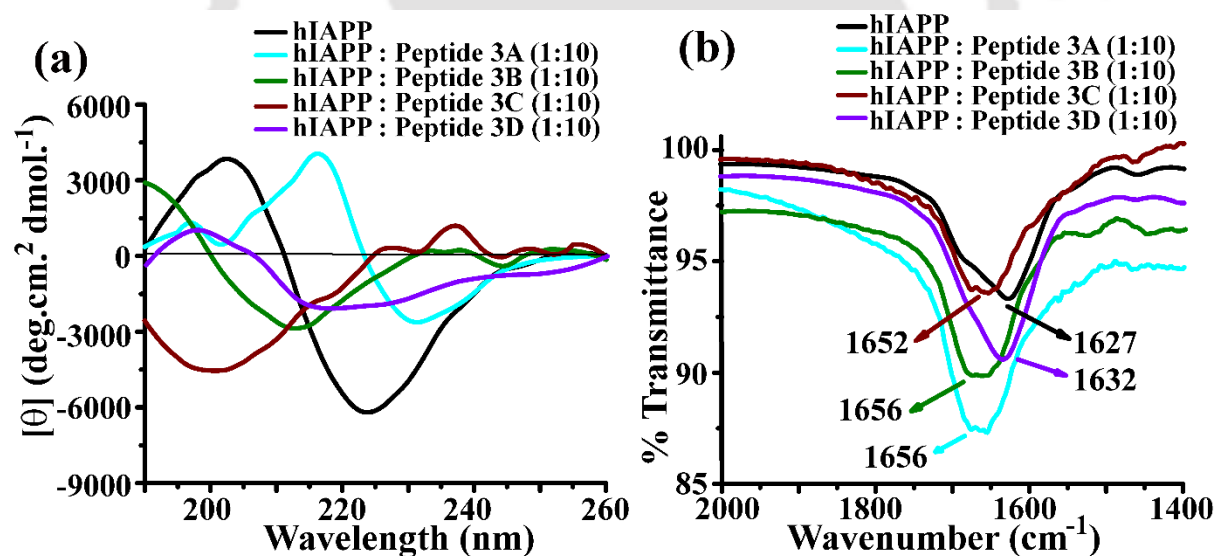 (a)
hIAPP
hIAPP : Peptide 3A (1:10)
hIAPP : Peptide 3B (1:10)
hIAPP : Peptide 3C (1:10)
hIAPP : Peptide 3D (1:10)
6000
3000
0
-3000
-6000
-9000
[θ] (deg.cm.² dmol.⁻¹)
200
220
240
260
Wavelength (nm)
(b)
hIAPP
hIAPP : Peptide 3A (1:10)
hIAPP : Peptide 3B (1:10)
hIAPP : Peptide 3C (1:10)
hIAPP : Peptide 3D (1:10)
100
95
90
85
% Transmittance
1652
1627
1632
1656
1656
2000
1800
1600
1400
Wavenumber (cm⁻¹)